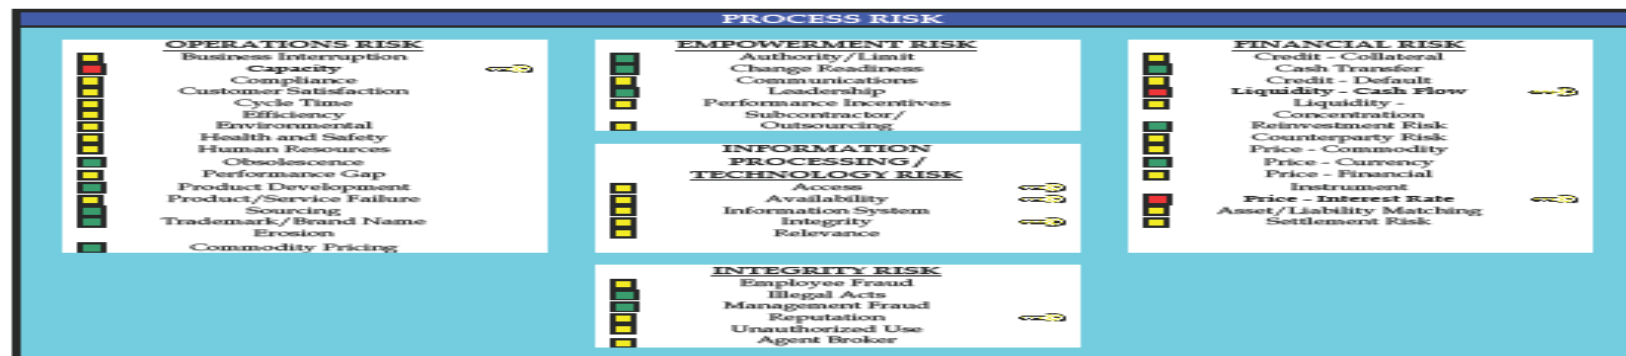 PROCESS RISK
OPERATIONS RISK
Business Interruption
Capacity
Compliance
Customer Satisfaction
Cycle Time
Efficiency
Environmental
Health and Safety
Human Resources
Obsolescence
Performance Gap
Product Development
Product/Service Failure
Sourcing
Trademark/Brand Name
Erosion
Commodity Pricing
EMPOWERMENT RISK
Authority/Limit
Change Readiness
Communications
Leadership
Performance Incentives
Subcontractor/
Outsourcing
INFORMATION
PROCESSING/
TECHNOLOGY RISK
Access
Availability
Information System
Integrity
Relevance
INTEGRITY RISK
Employee Fraud
Illegal Acts
Management Fraud
Reputation
Unauthorized Use
Agent Broker
FINANCIAL RISK
Credit - Collateral
Cash Transfer
Credit - Default
Liquidity - Cash Flow
Liquidity -
Concentration
Reinvestment Risk
Counterparty Risk
Price - Commodity
Price - Currency
Price - Financial
Instrument
Price - Interest Rate
Asset/Liability Matching
Settlement Risk